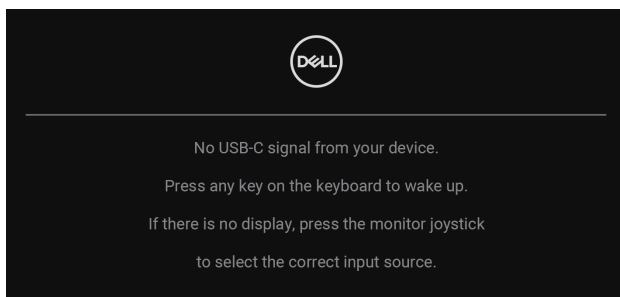 DELL
No USB-C signal from your device.
Press any key on the keyboard to wake up.
If there is no display, press the monitor joystick
to select the correct input source.